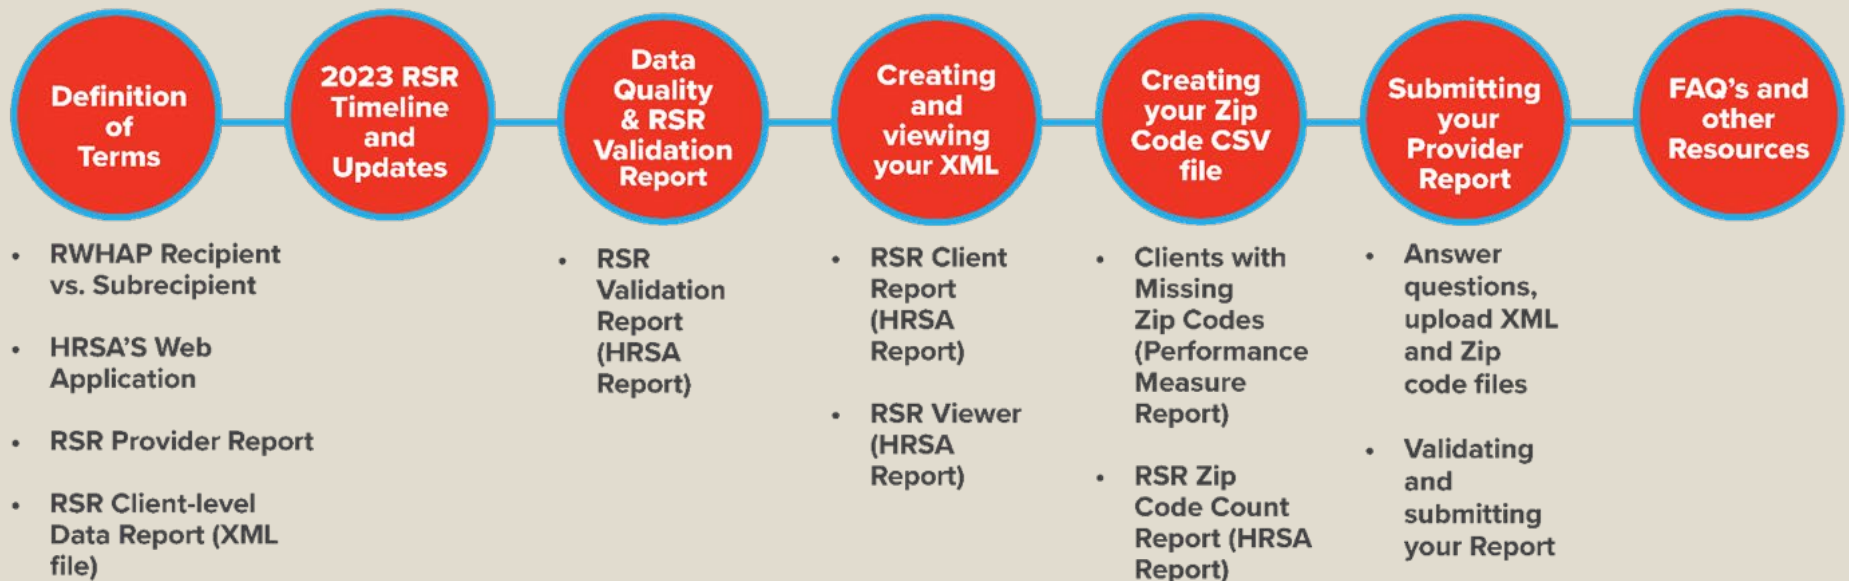 Definition
of
Terms
2023 RSR
Timeline
and
Updates
Data
Quality
& RSR
Validation
Report
Creating
and
viewing
your XML
Creating
your Zip
Code CSV
file
Submitting
your
Provider
Report
FAQ's and
other
Resources
• RWHAP Recipient
vs. Subrecipient
• HRSA'S Web
Application
• RSR Provider Report
• RSR Client-level
Data Report (XML
file)
• RSR
Validation
Report
(HRSA
Report)
• RSR Client
Report
(HRSA
Report)
• RSR Viewer
(HRSA
Report)
• Clients with
Missing
Zip Codes
(Performance
Measure
Report)
• RSR Zip
Code Count
Report (HRSA
Report)
• Answer
questions,
upload XML
and Zip
code files
• Validating
and
submitting
your Report